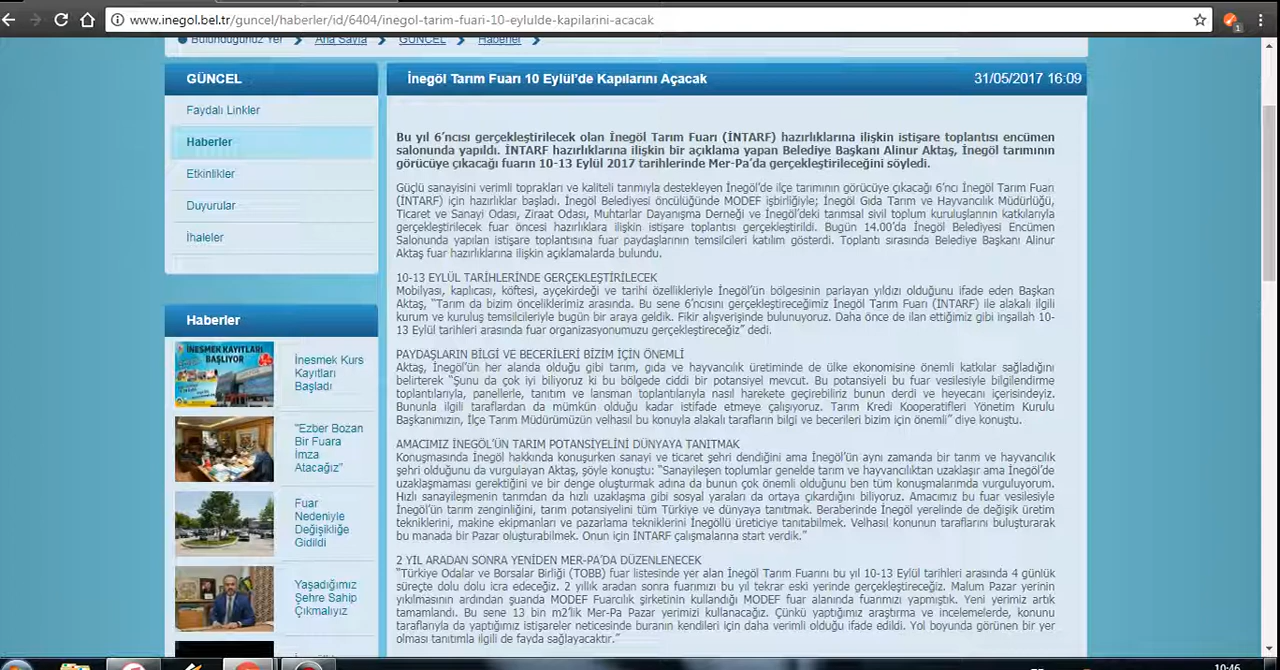 www.inegol.bel.tr/guncel/haberler/id/6404/inegol-tarim-fuari-10-eylulde-kapilarini-acacak
1
Bulunduğunuz Yer
Ana Sayfa
GÜNCEL
Haberler
GÜNCEL
Faydalı Linkler
Haberler
Etkinlikler
Duyurular
İhaleler
Haberler
İNESMEK KAYITLARI
BAŞLIYOR
İnesmek Kurs
Kayıtları
Başladı
"Ezber Bozan
Bir Fuara
İmza
Atacağız"
Fuar
Nedeniyle
Değişikliğe
Gidildi
Yaşadığımız
Şehre Sahip
Çıkmalıyız
İnegöl Tarım Fuarı 10 Eylül'de Kapılarını Açacak
31/05/2017 16:09
Bu yıl 6'ncısı gerçekleştirilecek olan İnegöl Tarım Fuarı (İNTARF) hazırlıklarına ilişkin istişare toplantısı encümen
salonunda yapıldı. İNTARF hazırlıklarına ilişkin bir açıklama yapan Belediye Başkanı Alinur Aktaş, İnegöl tarımının
görücüye çıkacağı fuarın 10-13 Eylül 2017 tarihlerinde Mer-Pa'da gerçekleştirileceğini söyledi.
Güçlü sanayisini verimli toprakları ve kaliteli tarımıyla destekleyen İnegöl'de ilçe tarımının görücüye çıkacağı 6'ncı İnegöl Tarım Fuarı
(İNTARF) için hazırlıklar başladı. İnegöl Belediyesi öncülüğünde MODEF işbirliğiyle; İnegöl Gıda Tarım ve Hayvancılık Müdürlüğü,
Ticaret ve Sanayi Odası, Ziraat Odası, Muhtarlar Dayanışma Derneği ve İnegöl'deki tarımsal sivil toplum kuruluşlarının katkılarıyla
gerçekleştirilecek fuar öncesi hazırlıklara ilişkin istişare toplantısı gerçekleştirildi. Bugün 14.00'da İnegöl Belediyesi Encümen
Salonunda yapılan istişare toplantısına fuar paydaşlarının temsilcileri katılım gösterdi. Toplantı sırasında Belediye Başkanı Alinur
Aktaş fuar hazırlıklarına ilişkin açıklamalarda bulundu.
10-13 EYLÜL TARİHLERİNDE GERÇEKLEŞTİRİLECEK
Mobilyası, kaplıcası, köftesi, ayçekirdeği ve tarihi özellikleriyle İnegöl'ün bölgesinin parlayan yıldızı olduğunu ifade eden Başkan
Aktaş, "Tarım da bizim önceliklerimiz arasında. Bu sene 6'ncısını gerçekleştireceğimiz İnegöl Tarım Fuarı (İNTARF) ile alakalı ilgili
kurum ve kuruluş temsilcileriyle bugün bir araya geldik. Fikir alışverişinde bulunuyoruz. Daha önce de ilan ettiğimiz gibi inşallah 10-
13 Eylül tarihleri arasında fuar organizasyonumuzu gerçekleştireceğiz" dedi.
PAYDAŞLARIN BİLGİ VE BECERİLERİ BİZİM İÇİN ÖNEMLİ
Aktaş, İnegöl'ün her alanda olduğu gibi tarım, gıda ve hayvancılık üretiminde de ülke ekonomisine önemli katkılar sağladığını
belirterek "Şunu da çok iyi biliyoruz ki bu bölgede ciddi bir potansiyel mevcut. Bu potansiyeli bu fuar vesilesiyle bilgilendirme
toplantılarıyla, panellerle, tanıtım ve lansman toplantılarıyla nasıl harekete geçirebiliriz bunun derdi ve heyecanı içerisindeyiz.
Bununla ilgili taraflardan da mümkün olduğu kadar istifade etmeye çalışıyoruz. Tarım Kredi Kooperatifleri Yönetim Kurulu
Başkanımızın, İlçe Tarım Müdürümüzün velhasıl bu konuyla alakalı tarafların bilgi ve becerileri bizim için önemli" diye konuştu.
AMACIMIZ İNEGÖL'ÜN TARIM POTANSİYELİNİ DÜNYAYA TANITMAK
Konuşmasında İnegöl hakkında konuşurken sanayi ve ticaret şehri dendiğini ama İnegöl'ün aynı zamanda bir tarım ve hayvancılık
şehri olduğunu da vurgulayan Aktaş, şöyle konuştu: "Sanayileşen toplumlar genelde tarım ve hayvancılıktan uzaklaşır ama İnegöl'de
uzaklaşmaması gerektiğini ve bir denge oluşturmak adına da bunun çok önemli olduğunu ben tüm konuşmalarımda vurguluyorum.
Hızlı sanayileşmenin tarımdan da hızlı uzaklaşma gibi sosyal yaraları da ortaya çıkardığını biliyoruz. Amacımız bu fuar vesilesiyle
İnegöl'ün tarım zenginliğini, tarım potansiyelini tüm Türkiye ve dünyaya tanıtmak. Beraberinde İnegöl yerelinde de değişik üretim
tekniklerini, makine ekipmanları ve pazarlama tekniklerini İnegöllü üreticiye tanıtabilmek. Velhasıl konunun taraflarını buluşturarak
bu manada bir Pazar oluşturabilmek. Onun için İNTARF çalışmalarına start verdik."
2 YIL ARADAN SONRA YENİDEN MER-PA'DA DÜZENLENECEK
"Türkiye Odalar ve Borsalar Birliği (TOBB) fuar listesinde yer alan İnegöl Tarım Fuarını bu yıl 10-13 Eylül tarihleri arasında 4 günlük
süreçte dolu dolu icra edeceğiz. 2 yıllık aradan sonra fuarımızı bu yıl tekrar eski yerinde gerçekleştireceğiz. Malum Pazar yerinin
yıkılmasının ardından şuanda MODEF Fuarcılık şirketinin kullandığı MODEF fuar alanında fuarımızı yapmıştık. Yeni yerimiz artık
tamamlandı. Bu sene 13 bin m2'lik Mer-Pa Pazar yerimizi kullanacağız. Çünkü yaptığımız araştırma ve incelemelerde, konunu
taraflarıyla da yaptığımız istişareler neticesinde buranın kendileri için daha verimli olduğu ifade edildi. Yol boyunda görünen bir yer
olması tanıtımla ilgili de fayda sağlayacaktır."
10:46